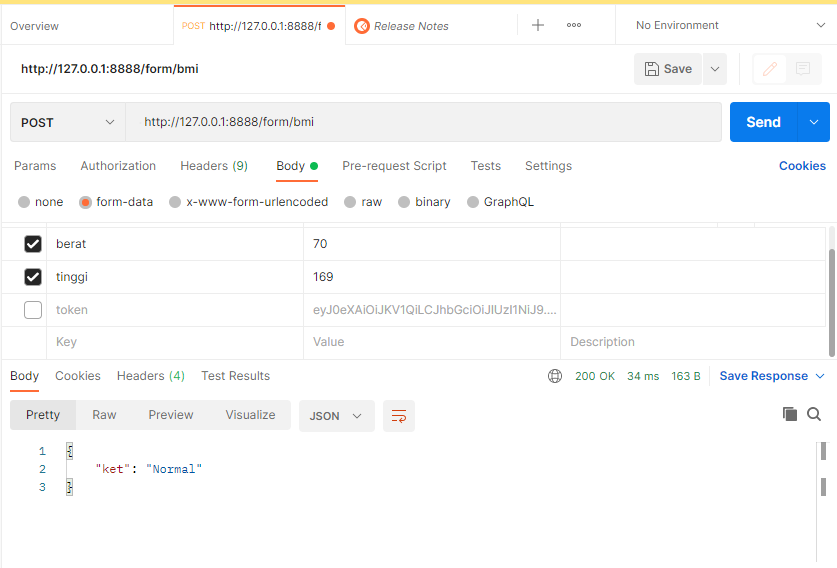 Overview
POST http://127.0.0.1:8888/f
Release Notes
No Environment
http://127.0.0.1:8888/form/bmi
Save
POST
http://127.0.0.1:8888/form/bmi
Send
Params Authorization Headers (9) Body Pre-request Script Tests Settings Cookies
none form-data x-www-form-urlencoded raw binary GraphQL
berat 70
tinggi 169
token eyJ0eXAiOiJKV1QiLCJhbGciOiJIUzI1NiJ9....
Key Value Description
Body Cookies Headers (4) Test Results 200 OK 34 ms 163 B Save Response
Pretty Raw Preview Visualize JSON
1 {
2 "ket": "Normal"
3 }